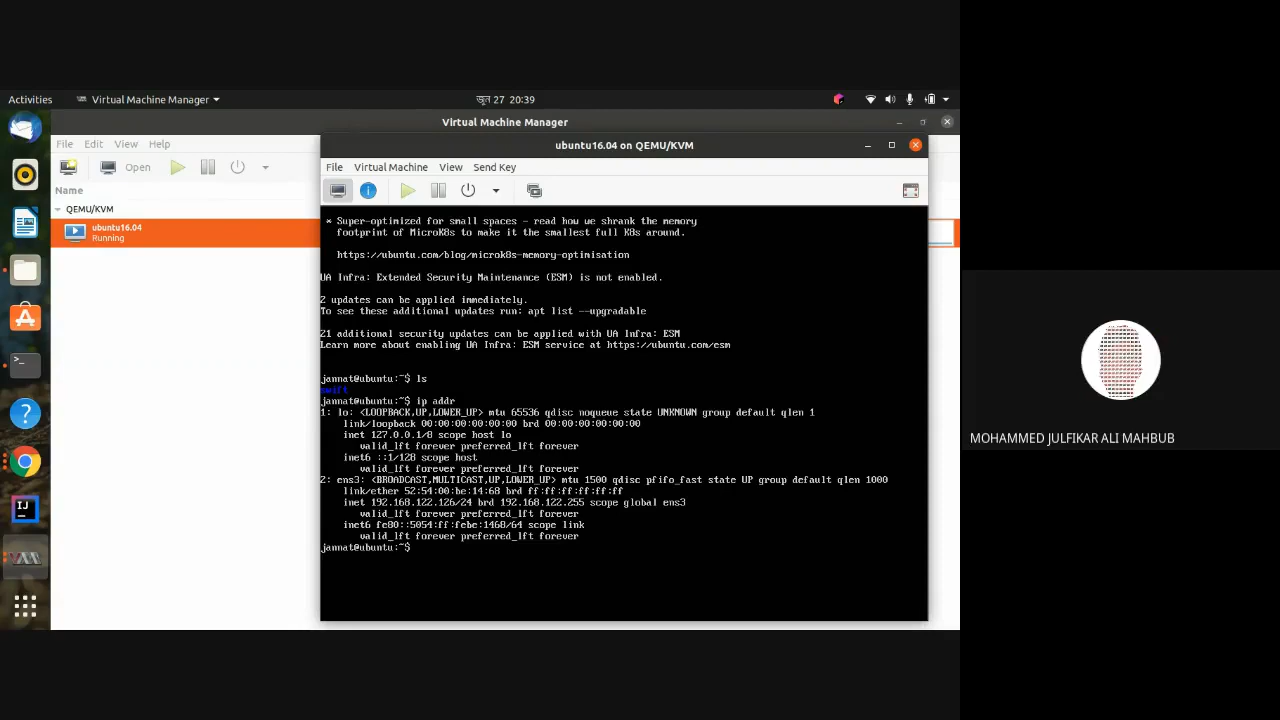 Activities
Virtual Machine Manager
जून 27 20:39
Virtual Machine Manager
File Edit View Help
Open
Name
QEMU/KVM
ubuntu16.04
Running
ubuntu16.04 on QEMU/KVM
File Virtual Machine View Send Key
* Super-optimized for small spaces - read how we shrank the memory
footprint of MicroK8s to make it the smallest full K8s around.
https://ubuntu.com/blog/microk8s-memory-optimisation
UA Infra: Extended Security Maintenance (ESM) is not enabled.
2 updates can be applied immediately.
To see these additional updates run: apt list --upgradable
21 additional security updates can be applied with UA Infra: ESM
Learn more about enabling UA Infra: ESM service at https://ubuntu.com/esm
jannat@ubuntu:~$ ls
swift
jannat@ubuntu:~$ ip addr
1: lo: <LOOPBACK,UP,LOWER_UP> mtu 65536 qdisc noqueue state UNKNOWN group default qlen 1
link/loopback 00:00:00:00:00:00 brd 00:00:00:00:00:00
inet 127.0.0.1/8 scope host lo
valid_lft forever preferred_lft forever
inet6 ::1/128 scope host
valid_lft forever preferred_lft forever
2: ens3: <BROADCAST,MULTICAST,UP,LOWER_UP> mtu 1500 qdisc pfifo_fast state UP group default qlen 1000
link/ether 52:54:00:be:14:68 brd ff:ff:ff:ff:ff:ff
inet 192.168.122.126/24 brd 192.168.122.255 scope global ens3
valid_lft forever preferred_lft forever
inet6 fe80::5054:ff:febe:1468/64 scope link
valid_lft forever preferred_lft forever
jannat@ubuntu:~$
MOHAMMED JULFIKAR ALI MAHBUB